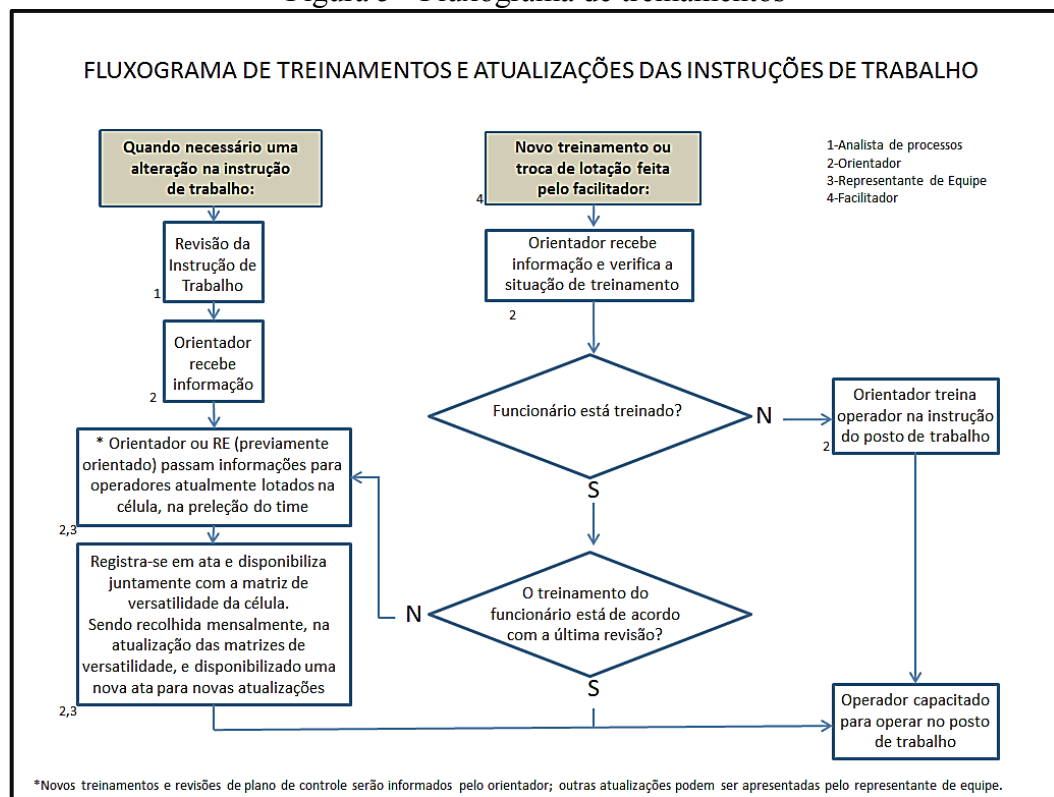 FLUXOGRAMA DE TREINAMENTOS E ATUALIZAÇÕES DAS INSTRUÇÕES DE TRABALHO
Quando necessário uma
alteração na instrução
de trabalho:
Novo treinamento ou
troca de lotação feita
pelo facilitador:
4
1-Analista de processos
2-Orientador
3-Representante de Equipe
4-Facilitador
Revisão da
Instrução de
Trabalho
1
Orientador recebe
informação e verifica a
situação de treinamento
2
Orientador
recebe
informação
2
Funcionário está treinado?
N
S
Orientador treina
operador na instrução
do posto de trabalho
2
* Orientador ou RE (previamente
orientado) passam informações para
operadores atualmente lotados na
célula, na preleção do time
2,3
Registra-se em ata e disponibiliza
juntamente com a matriz de
versatilidade da célula.
Sendo recolhida mensalmente, na
atualização das matrizes de
versatilidade, e disponibilizado uma
nova ata para novas atualizações
2,3
O treinamento do
funcionário está de acordo
com a última revisão?
N
S
Operador capacitado
para operar no posto
de trabalho
*Novos treinamentos e revisões de plano de controle serão informados pelo orientador; outras atualizações podem ser apresentadas pelo representante de equipe.